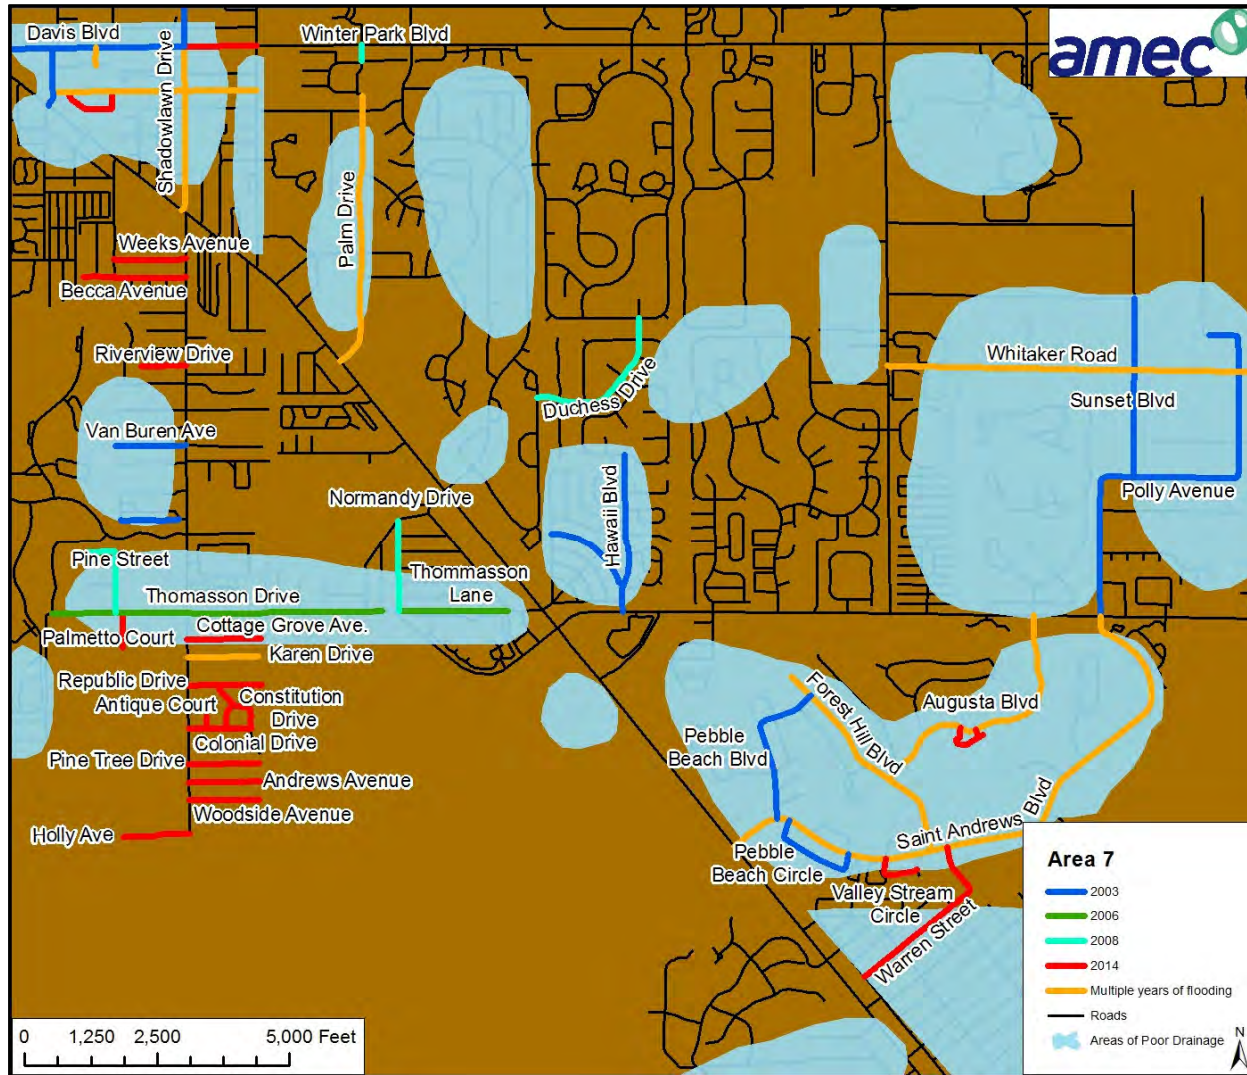 Davis Blvd
Winter Park Blvd
amec
Shadowlawn Drive
Palm Drive
Weeks Avenue
Becca Avenue
Riverview Drive
Duchess Drive
Whitaker Road
Sunset Blvd
Van Buren Ave
Normandy Drive
Hawaii Blvd
Polly Avenue
Pine Street
Thommasson
Lane
Thomasson Drive
Cottage Grove Ave.
Palmetto Court
Karen Drive
Republic Drive
Antique Court
Constitution
Drive
Colonial Drive
Pine Tree Drive
Andrews Avenue
Woodside Avenue
Holly Ave
Forest Hill Blvd
Augusta Blvd
Pebble
Beach Blvd
Saint Andrews Blvd
Pebble
Beach Circle
Valley Stream
Circle
Warren Street
Area 7
2003
2006
2008
2014
Multiple years of flooding
Roads
Areas of Poor Drainage
N
0 1,250 2,500 5,000 Feet